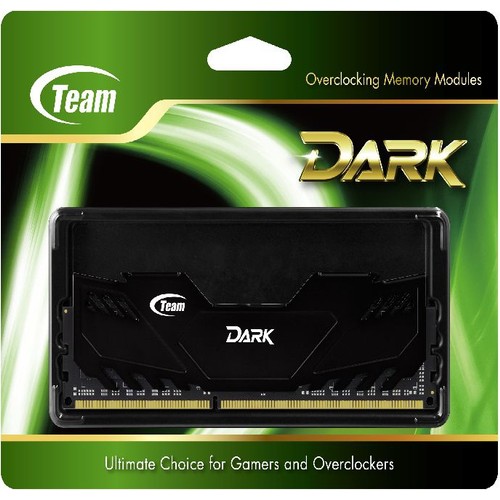 Team
Overclocking Memory Modules
DARK
Team
DARK
Ultimate Choice for Gamers and Overclockers